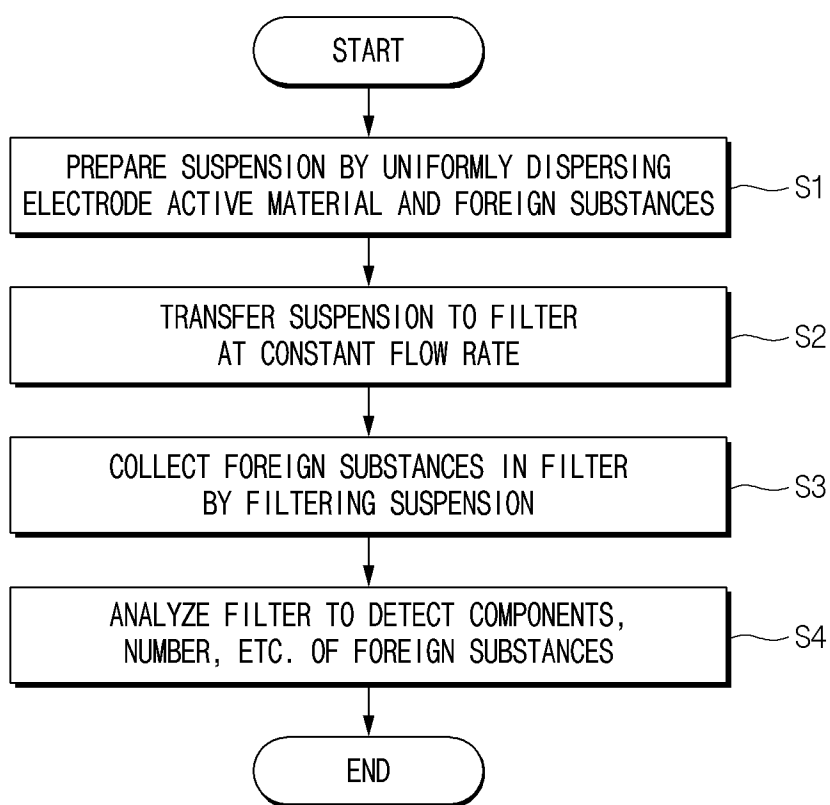 START
PREPARE SUSPENSION BY UNIFORMLY DISPERSING
ELECTRODE ACTIVE MATERIAL AND FOREIGN SUBSTANCES
S1
TRANSFER SUSPENSION TO FILTER
AT CONSTANT FLOW RATE
S2
COLLECT FOREIGN SUBSTANCES IN FILTER
BY FILTERING SUSPENSION
S3
ANALYZE FILTER TO DETECT COMPONENTS,
NUMBER, ETC. OF FOREIGN SUBSTANCES
S4
END